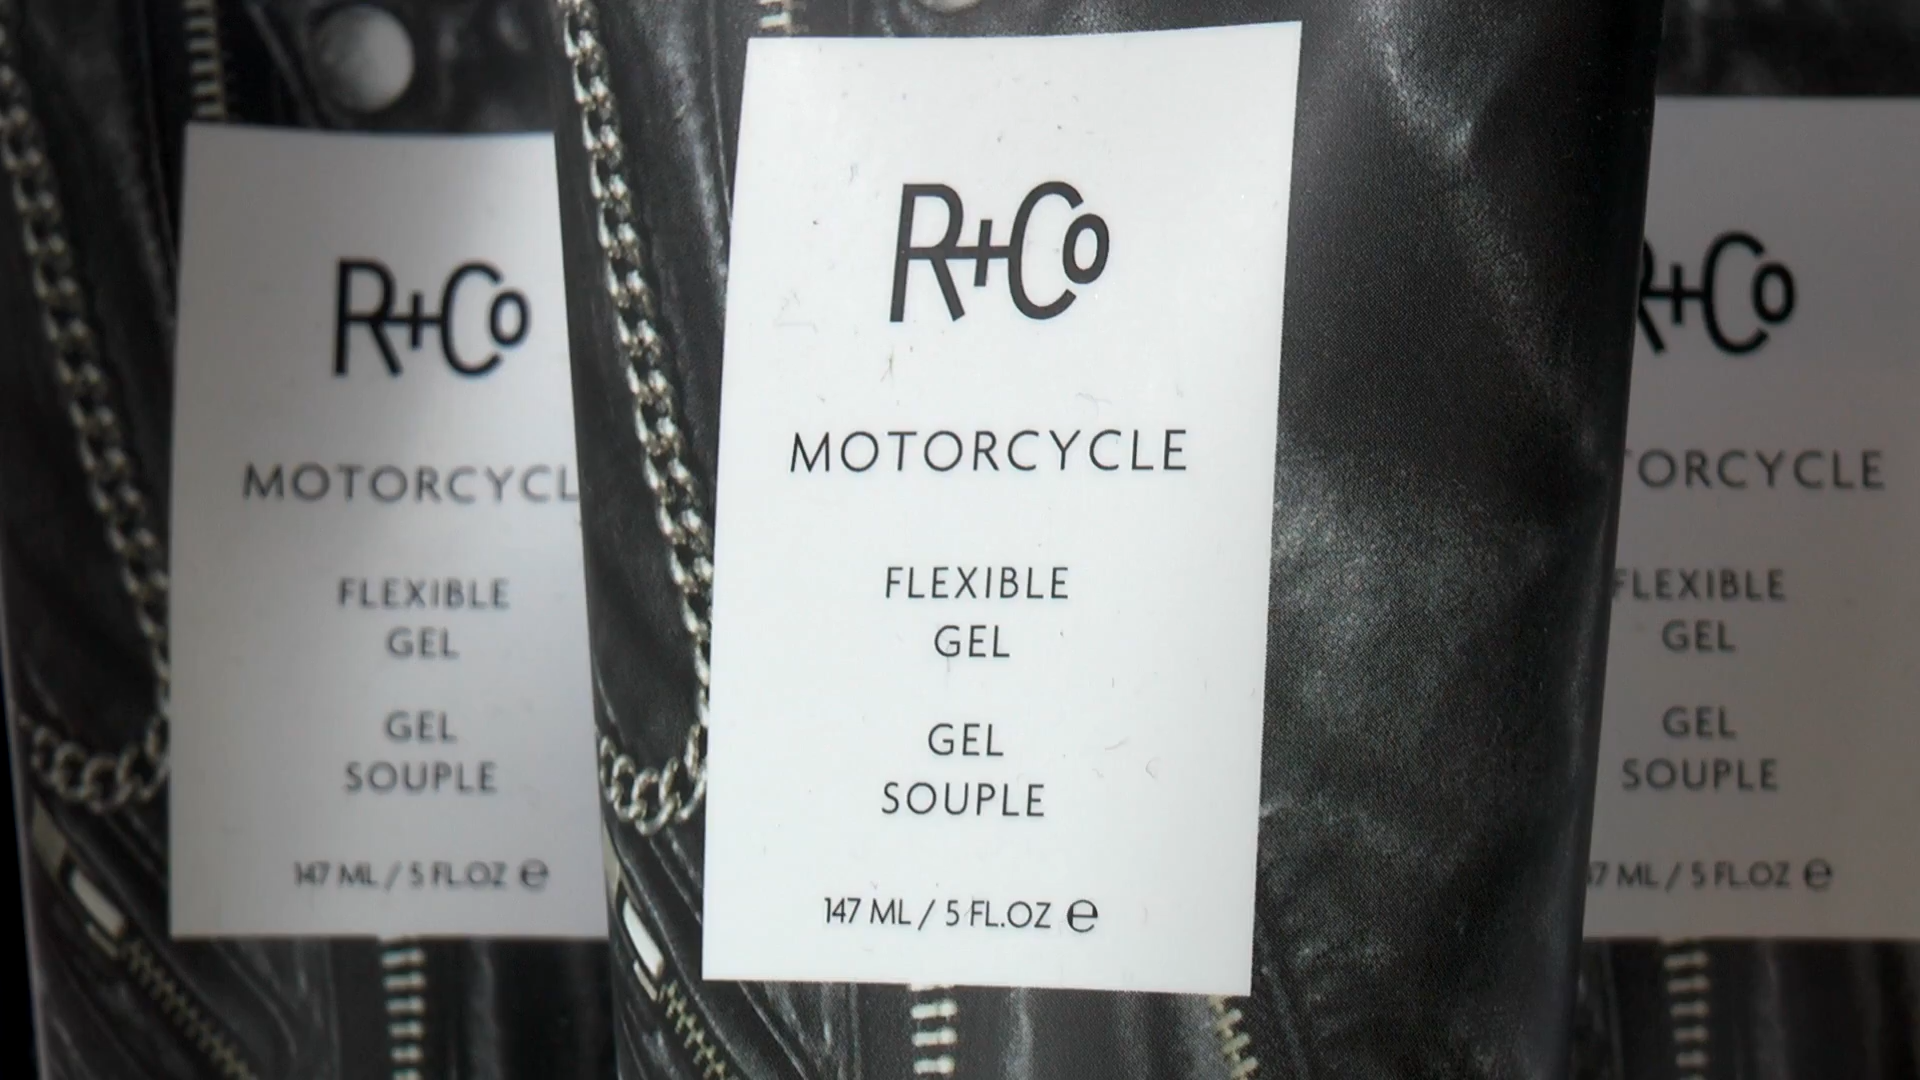 R+Co
MOTORCYCL
FLEXIBLE
GEL
GEL
SOUPLE
147 ML / 5 FL.OZ e
R+Co
MOTORCYCLE
FLEXIBLE
GEL
GEL
SOUPLE
147 ML / 5 FL.OZ ℮
R+Co
TORCYCLE
FLEXIBLE
GEL
GEL
SOUPLE
7 ML / 5 FL.OZ ℮